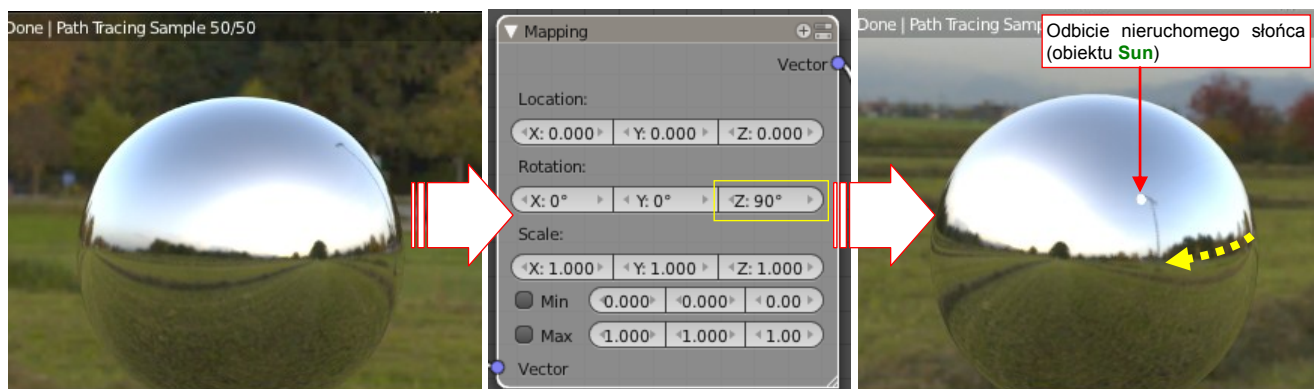 Done | Path Tracing Sample 50/50
Mapping
Vector
Location:
X: 0.000 Y: 0.000 Z: 0.000
Rotation:
X: 0° Y: 0° Z: 90°
Scale:
X: 1.000 Y: 1.000 Z: 1.000
Min 0.000 0.000 0.00
Max 1.000 1.000 1.00
Vector
Done | Path Tracing
Odbicie nieruchomego słońca
(obiektu Sun)